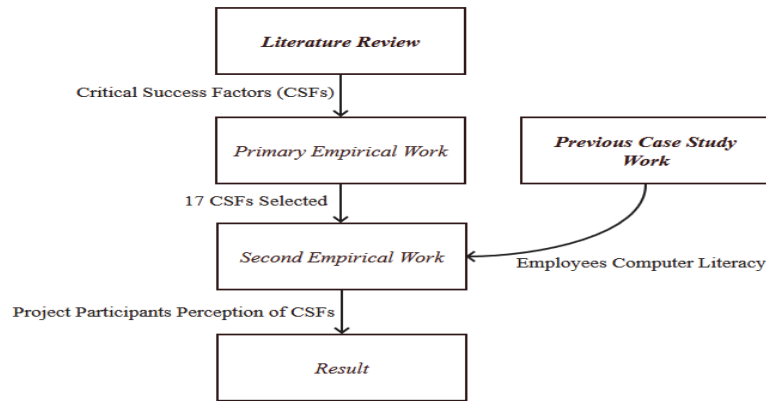 Literature Review
Critical Success Factors (CSFs)
Primary Empirical Work
Previous Case Study
Work
17 CSFs Selected
Second Empirical Work
Employees Computer Literacy
Project Participants Perception of CSFs
Result